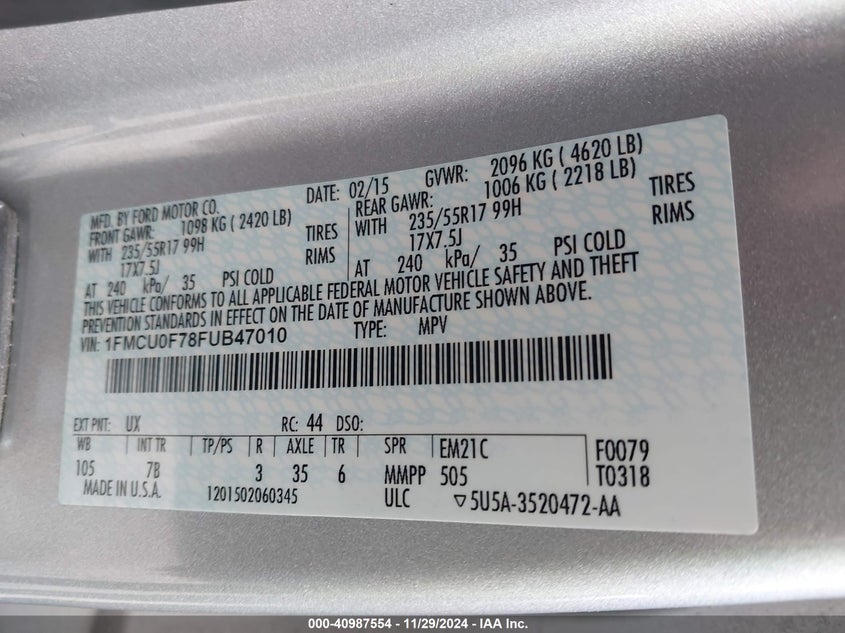 MFD. BY FORD MOTOR CO. DATE: 02/15 GVWR: 2096 KG ( 4620 LB)
FRONT GAWR: 1098 KG ( 2420 LB) REAR GAWR: 1006 KG ( 2218 LB)
WITH 235/55R17 99H TIRES WITH 235/55R17 99H TIRES
17X7.5J RIMS 17X7.5J RIMS
AT 240 kPa/ 35 PSI COLD AT 240 kPa/ 35 PSI COLD
THIS VEHICLE CONFORMS TO ALL APPLICABLE FEDERAL MOTOR VEHICLE SAFETY AND THEFT
PREVENTION STANDARDS IN EFFECT ON THE DATE OF MANUFACTURE SHOWN ABOVE.
VIN: 1FMCU0F78FUB47010 TYPE: MPV
EXT PNT: UX RC: 44 DSO:
WB INT TR TP/PS R AXLE TR SPR EM21C F0079
105 7B 3 35 6 MMPP 505 T0318
MADE IN U.S.A. 1201502060345 ULC ▽5U5A-3520472-AA
000-40987554 - 11/29/2024 - IAA Inc.